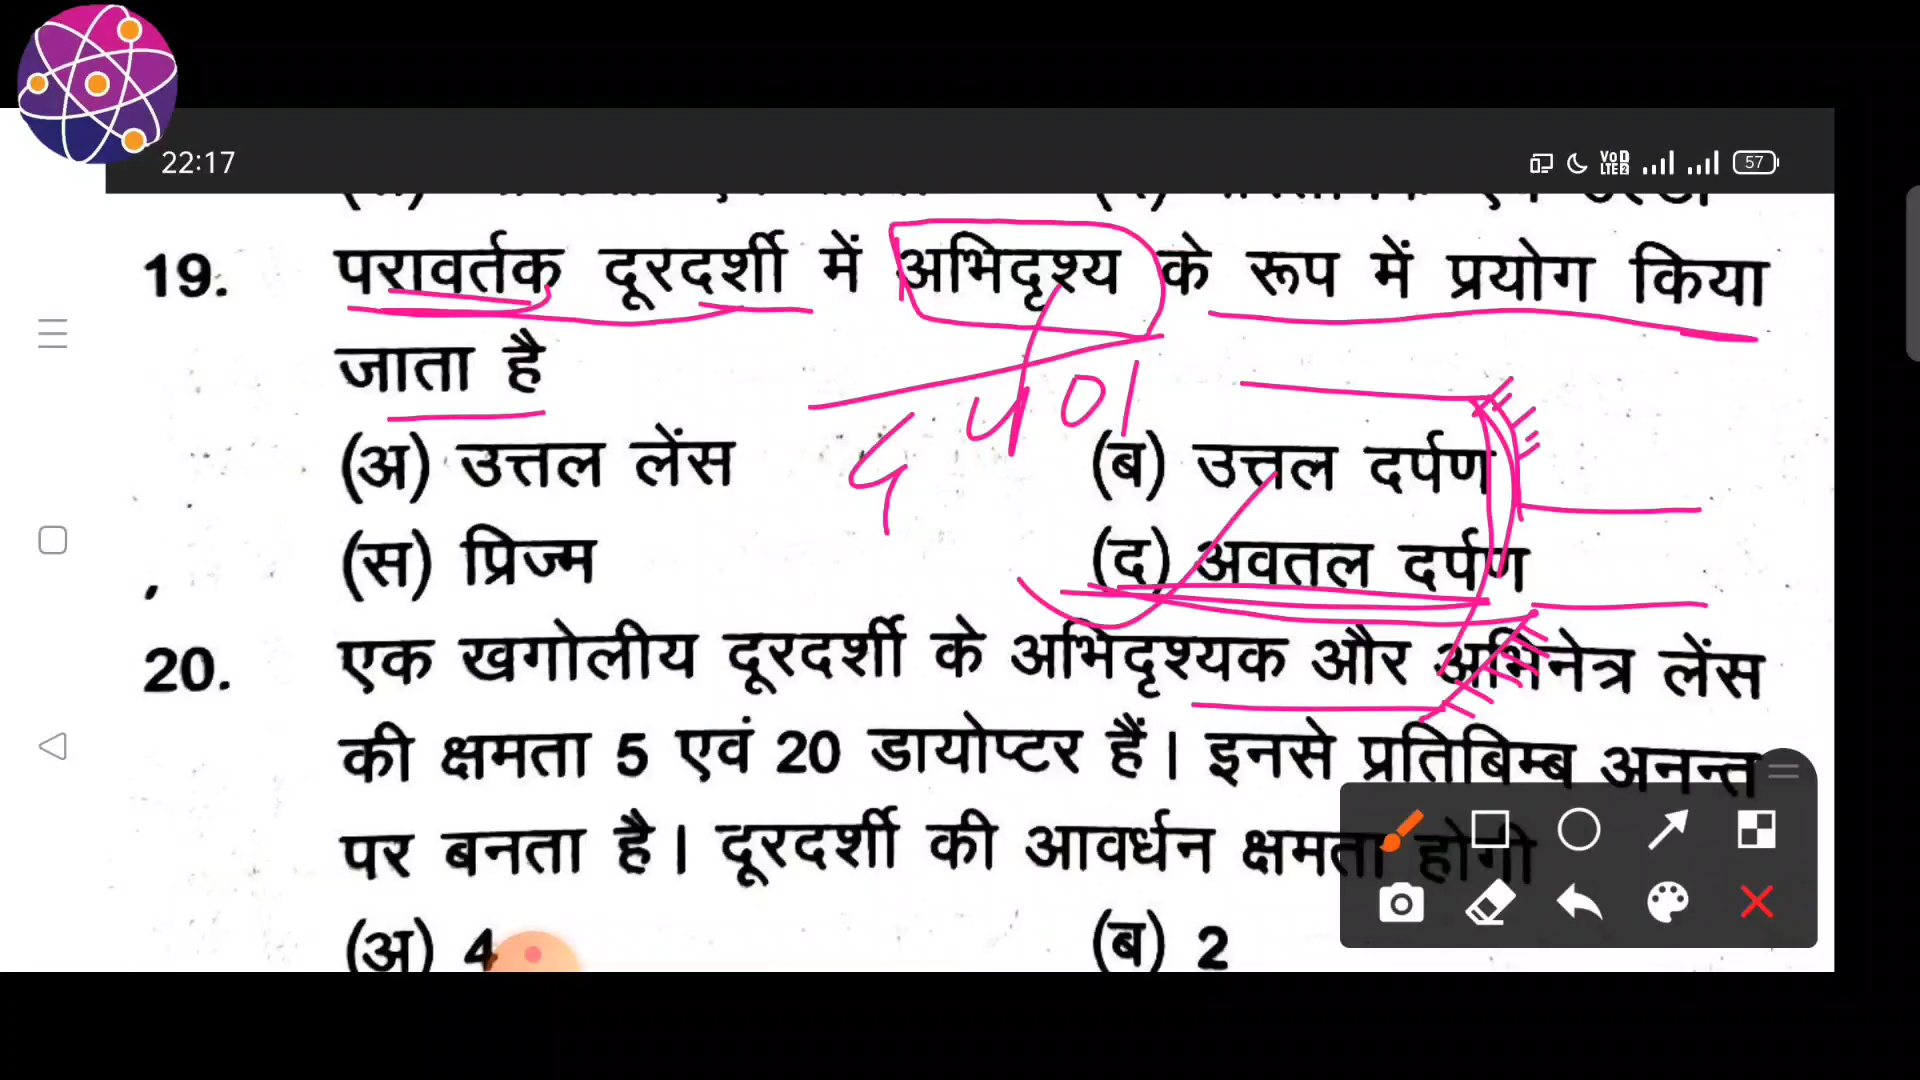 22:17
57
19. परावर्तक दूरदर्शी में अभिदृश्य के रूप में प्रयोग किया
जाता है
(अ) उत्तल लेंस (ब) उत्तल दर्पण
(स) प्रिज्म (द) अवतल दर्पण
20. एक खगोलीय दूरदर्शी के अभिदृश्यक और अभिनेत्र लेंस
की क्षमता 5 एवं 20 डायोप्टर हैं। इनसे प्रतिबिम्ब अनन्त
पर बनता है। दूरदर्शी की आवर्धन क्षमता होगी
(अ) 4 (ब) 2